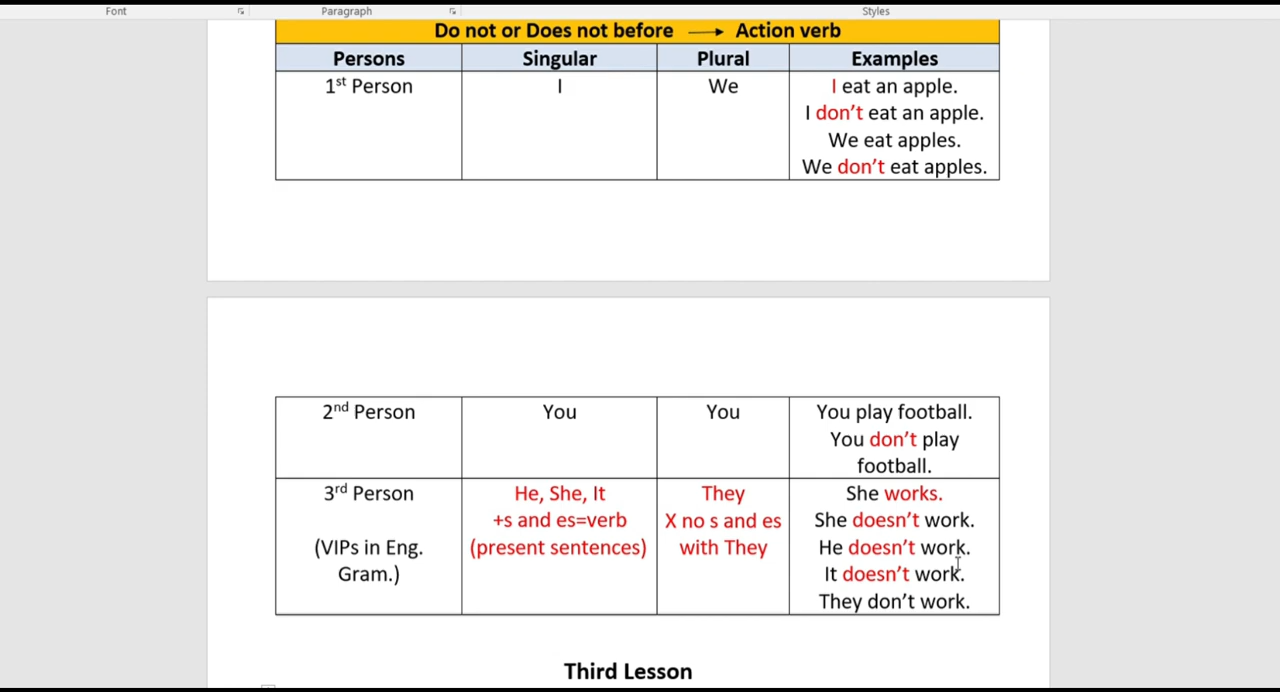 Font Paragraph Styles
Do not or Does not before → Action verb
Persons Singular Plural Examples
1st Person I We I eat an apple.
I don't eat an apple.
We eat apples.
We don't eat apples.
2nd Person You You You play football.
You don't play
football.
3rd Person He, She, It They She works.
+s and es=verb X no s and es She doesn't work.
(VIPs in Eng. (present sentences) with They He doesn't work.
Gram.) It doesn't work.
They don't work.
Third Lesson